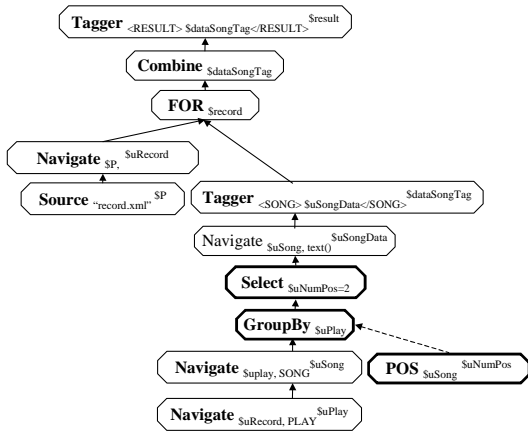 Tagger <RESULT> $dataSongTag</RESULT> $result
Combine $dataSongTag
FOR $record
Navigate $P, $uRecord
Source "record.xml" $P
Tagger <SONG> $uSongData</SONG> $dataSongTag
Navigate $uSong, text() $uSongData
Select $uNumPos=2
GroupBy $uPlay
Navigate $uplay, SONG $uSong
POS $uSong $uNumPos
Navigate $uRecord, PLAY $uPlay